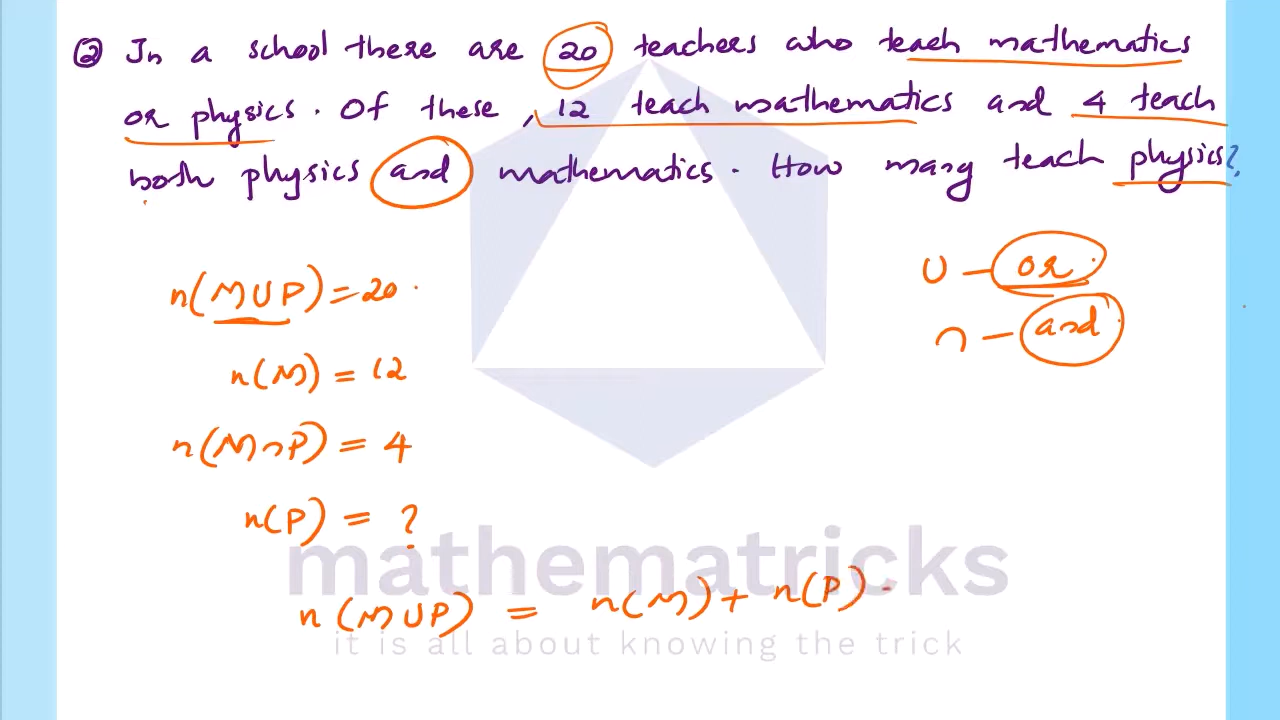 ② In a school there are 20 teachers who teach mathematics
or physics. Of these, 12 teach mathematics and 4 teach
both physics and mathematics. How many teach physics?
∪ - or
n(M∪P) = 20
∩ - and
n(M) = 12
n(M∩P) = 4
n(P) = ?
mathematricks
n(M∪P) = n(M) + n(P) -
it is all about knowing the trick